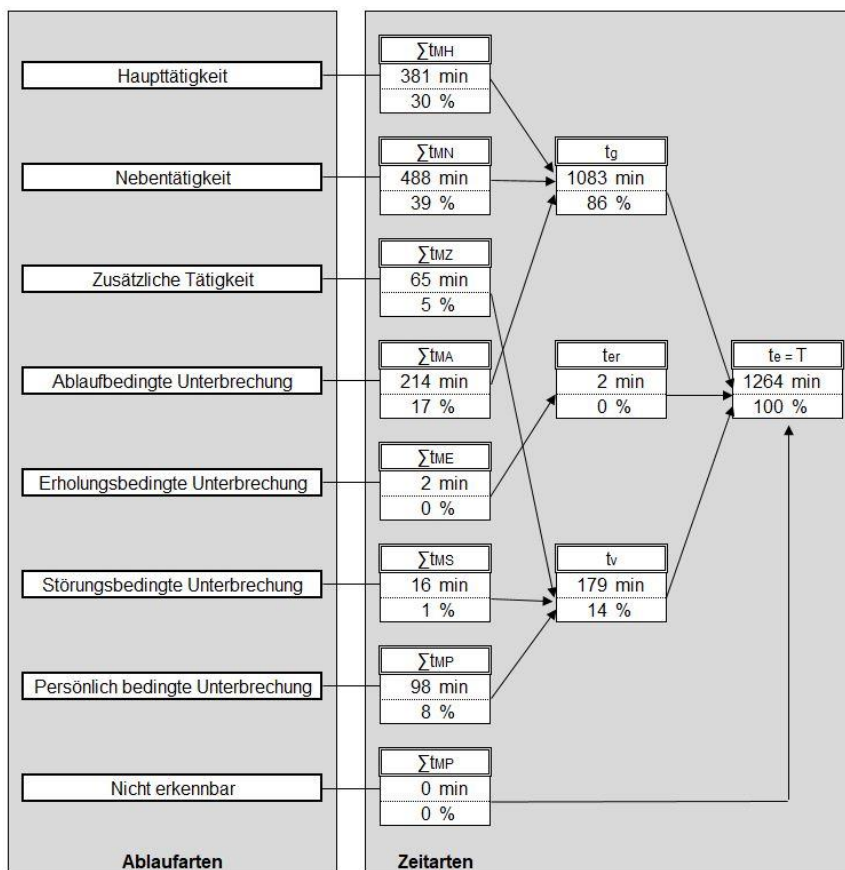 ∑tMH
Haupttätigkeit
381 min
30 %
∑tMN
tg
Nebentätigkeit
488 min
1083 min
39 %
86 %
∑tMZ
Zusätzliche Tätigkeit
65 min
5 %
∑tMA
ter
te = T
Ablaufbedingte Unterbrechung
214 min
2 min
1264 min
17 %
0 %
100 %
∑tME
Erholungsbedingte Unterbrechung
2 min
0 %
∑tMS
tv
Störungsbedingte Unterbrechung
16 min
179 min
1 %
14 %
∑tMP
Persönlich bedingte Unterbrechung
98 min
8 %
∑tMP
Nicht erkennbar
0 min
0 %
Ablaufarten
Zeitarten